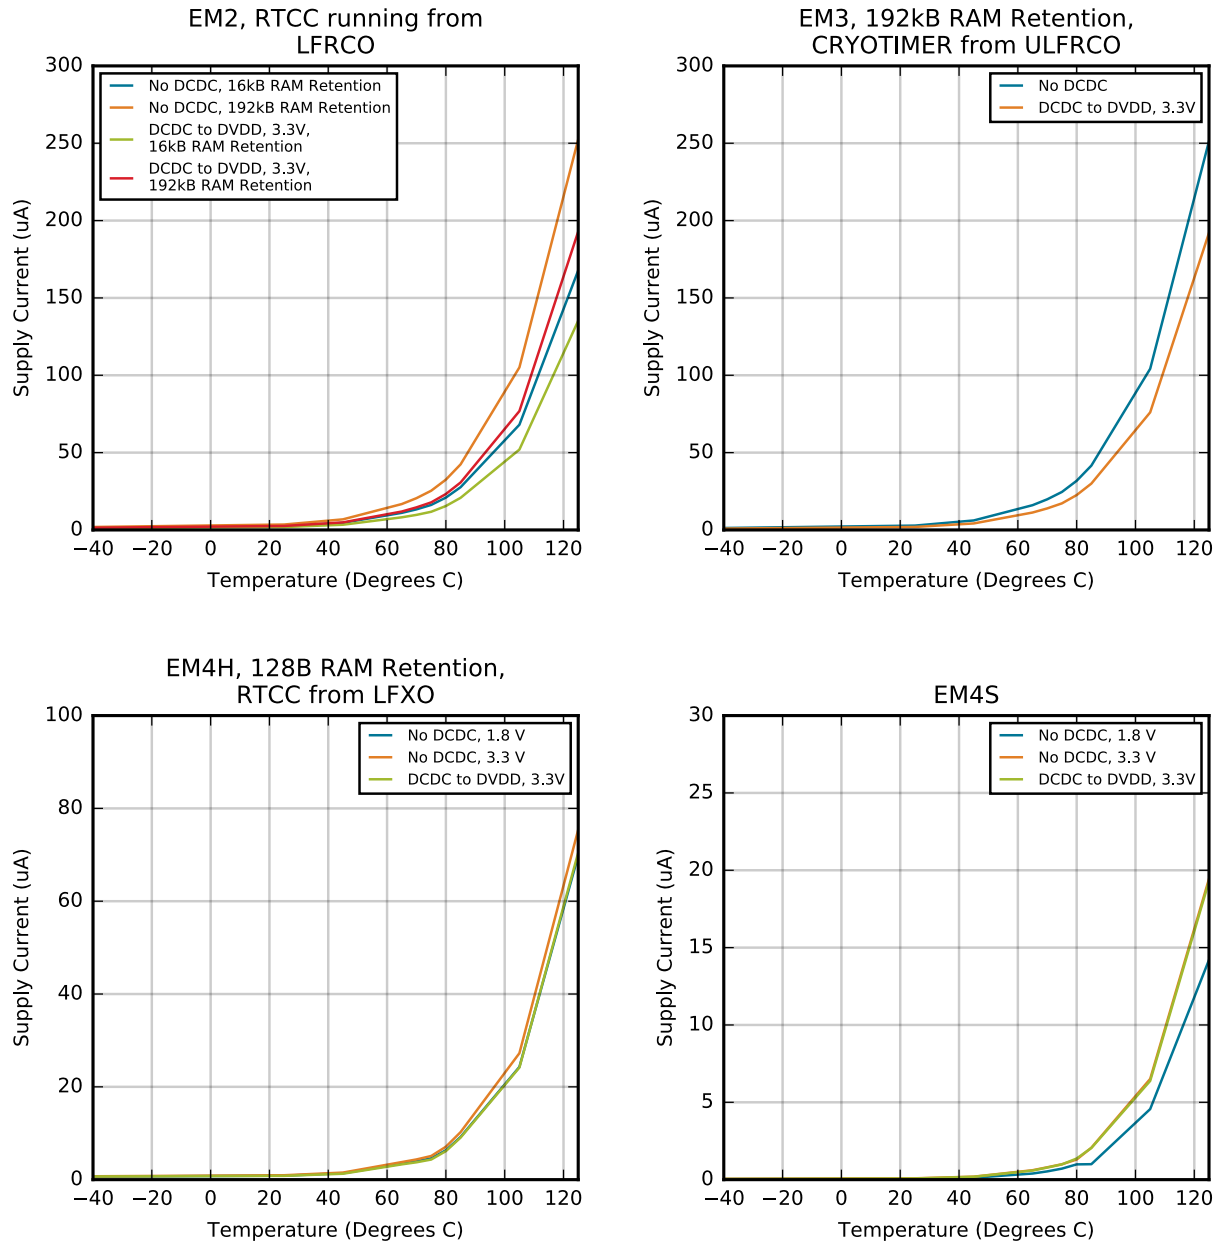 EM2, RTCC running from
LFRCO
300
250
200
150
100
50
0
No DCDC, 16kB RAM Retention
No DCDC, 192kB RAM Retention
DCDC to DVDD, 3.3V,
16kB RAM Retention
DCDC to DVDD, 3.3V,
192kB RAM Retention
Supply Current (uA)
−40 −20 0 20 40 60 80 100 120
Temperature (Degrees C)
EM3, 192kB RAM Retention,
CRYOTIMER from ULFRCO
300
250
200
150
100
50
0
No DCDC
DCDC to DVDD, 3.3V
Supply Current (uA)
−40 −20 0 20 40 60 80 100 120
Temperature (Degrees C)
EM4H, 128B RAM Retention,
RTCC from LFXO
100
80
60
40
20
0
No DCDC, 1.8 V
No DCDC, 3.3 V
DCDC to DVDD, 3.3V
Supply Current (uA)
−40 −20 0 20 40 60 80 100 120
Temperature (Degrees C)
EM4S
30
25
20
15
10
5
0
No DCDC, 1.8 V
No DCDC, 3.3 V
DCDC to DVDD, 3.3V
Supply Current (uA)
−40 −20 0 20 40 60 80 100 120
Temperature (Degrees C)